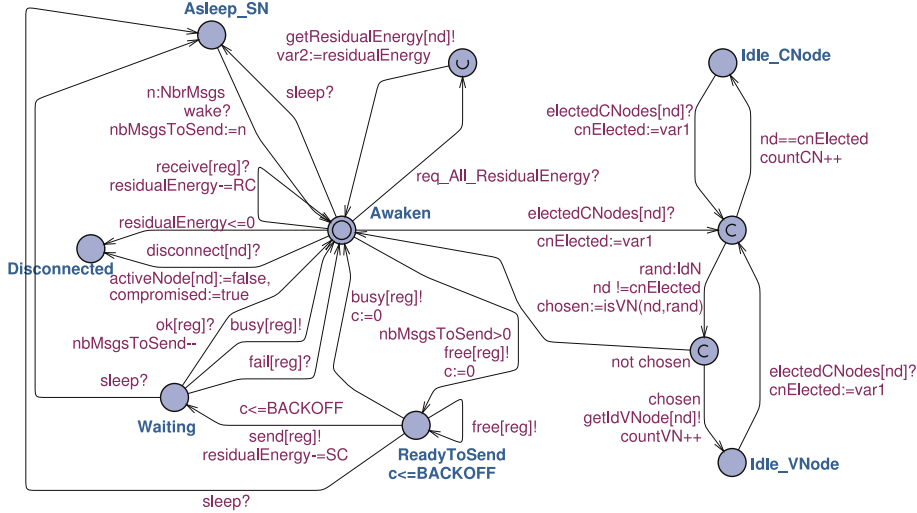 Asleep_SN
getResidualEnergy[nd]!
var2:=residualEnergy
Idle_CNode
sleep?
n:NbrMsgs
wake?
nbMsgsToSend:=n
electedCNodes[nd]?
cnElected:=var1
nd==cnElected
countCN++
receive[reg]?
residualEnergy-=RC
req_All_ResidualEnergy?
residualEnergy<=0
Awaken
electedCNodes[nd]?
cnElected:=var1
C
Disconnected
disconnect[nd]?
activeNode[nd]:=false,
compromised:=true
rand:IdN
nd !=cnElected
chosen:=isVN(nd,rand)
busy[reg]!
c:=0
ok[reg]?
nbMsgsToSend--
busy[reg]!
nbMsgsToSend>0
free[reg]!
c:=0
C
not chosen
fail[reg]?
sleep?
electedCNodes[nd]?
cnElected:=var1
chosen
getIdVNode[nd]!
countVN++
Waiting
c<=BACKOFF
send[reg]!
residualEnergy-=SC
free[reg]!
ReadyToSend
c<=BACKOFF
Idle_VNode
sleep?